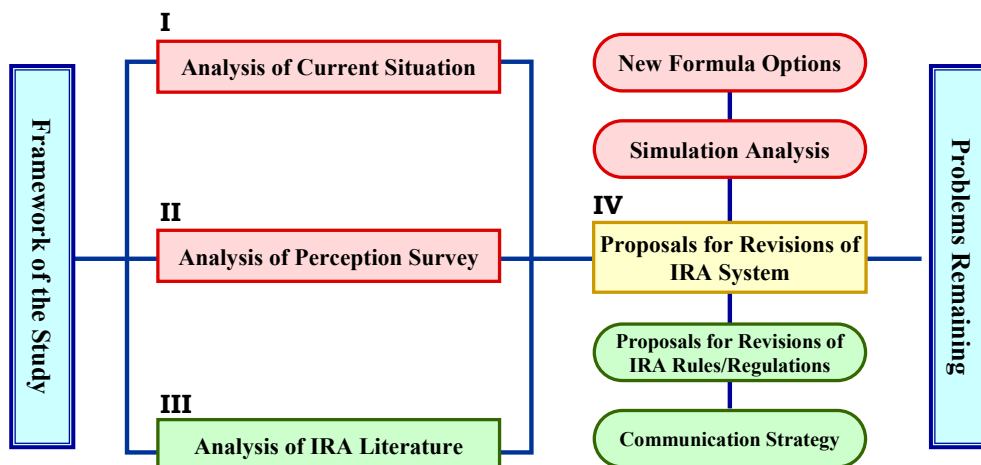 Framework of the Study
I
Analysis of Current Situation
II
Analysis of Perception Survey
III
Analysis of IRA Literature
New Formula Options
Simulation Analysis
IV
Proposals for Revisions of
IRA System
Proposals for Revisions of
IRA Rules/Regulations
Communication Strategy
Problems Remaining